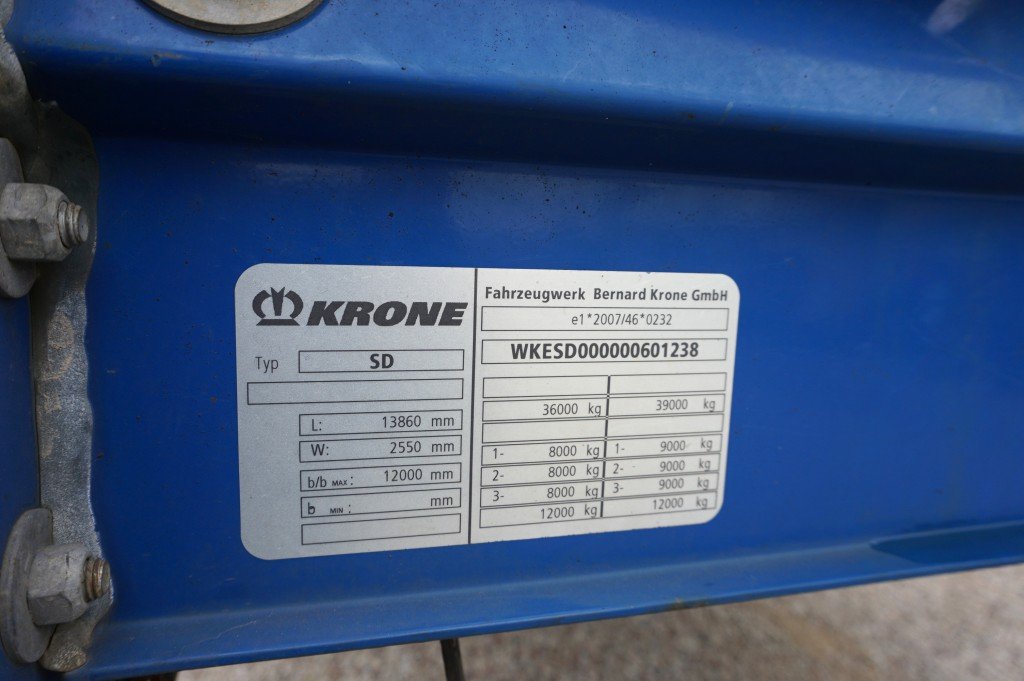 KRONE
Typ SD
L: 13860 mm
W: 2550 mm
b/b MAX: 12000 mm
b MIN: mm
Fahrzeugwerk Bernard Krone GmbH
e1*2007/46*0232
WKESD000000601238
36000 kg 39000 kg
1- 8000 kg 1- 9000 kg
2- 8000 kg 2- 9000 kg
3- 8000 kg 3- 9000 kg
12000 kg 12000 kg